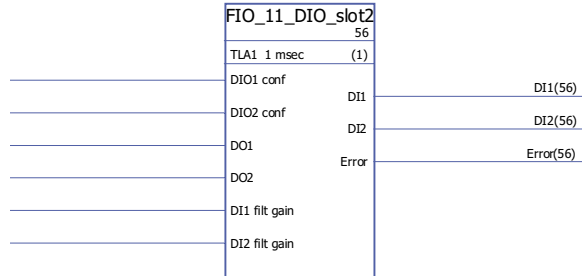 FIO_11_DIO_slot2
56
TLA1 1 msec (1)
DIO1 conf
DI1 DI1(56)
DIO2 conf
DI2 DI2(56)
DO1
Error Error(56)
DO2
DI1 filt gain
DI2 filt gain